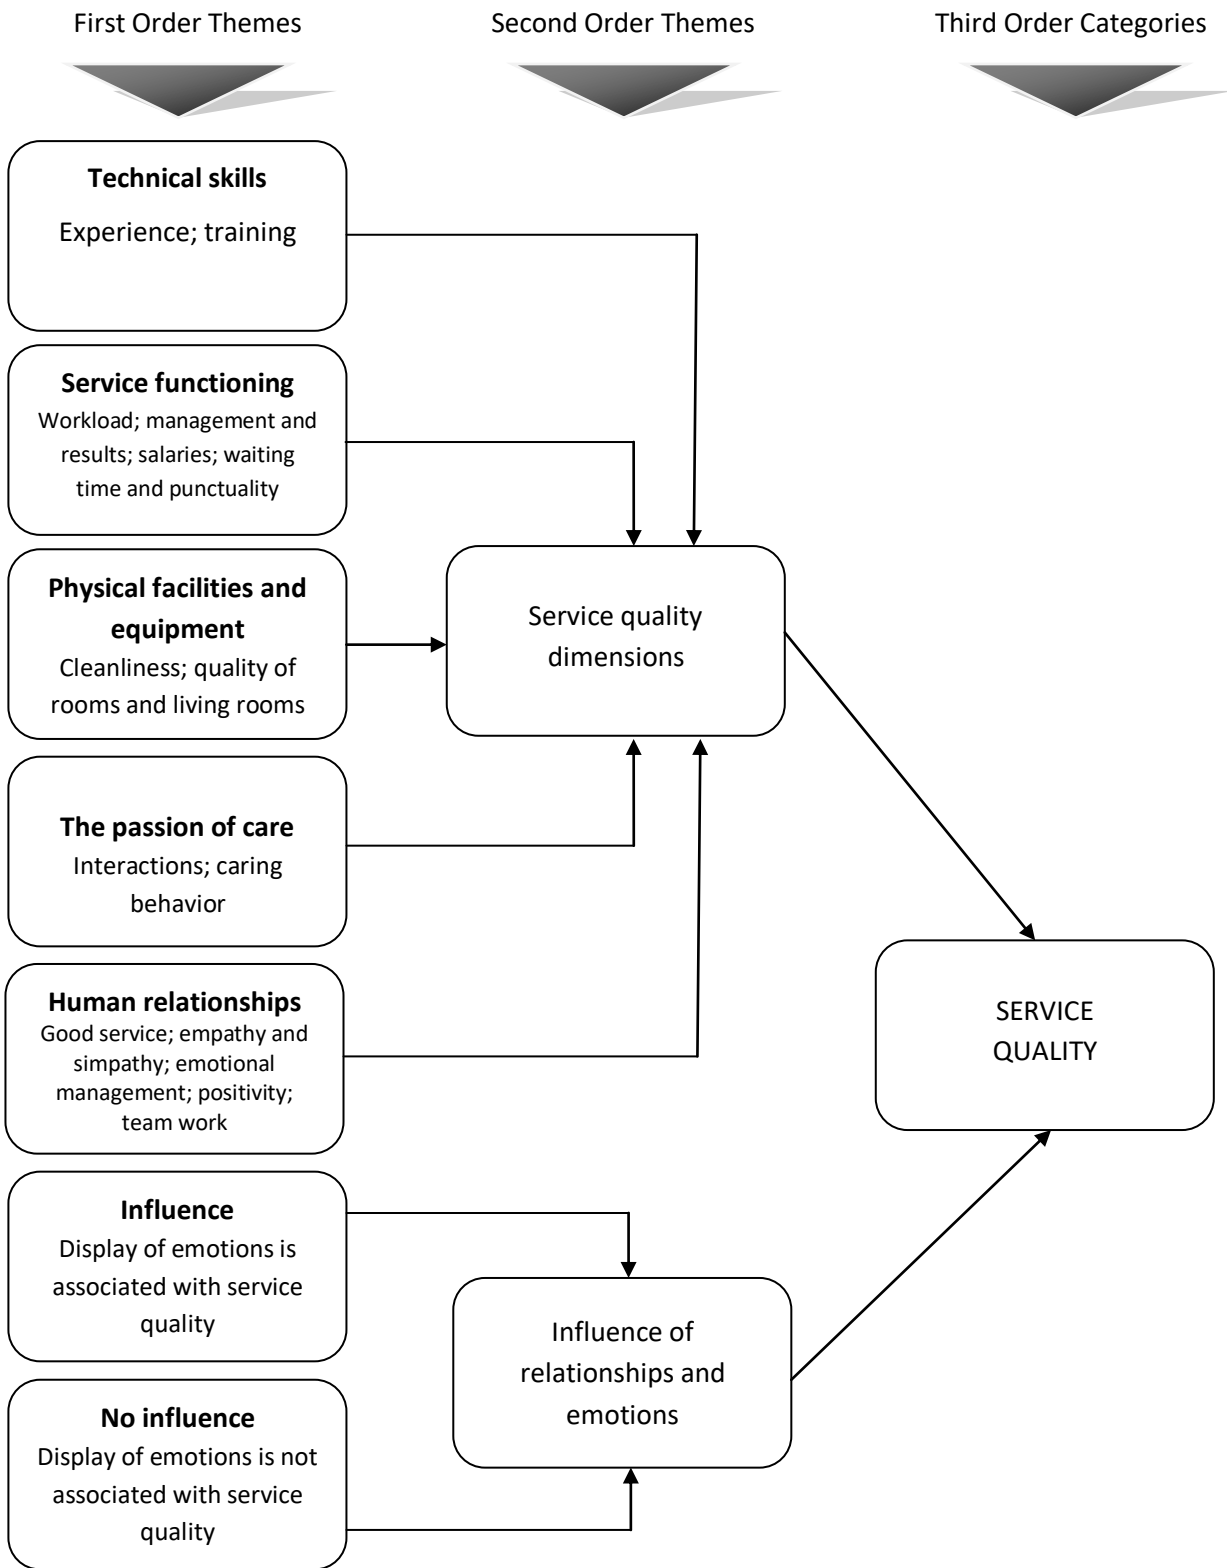 First Order Themes
Second Order Themes
Third Order Categories
Technical skills
Experience; training
Service functioning
Workload; management and
results; salaries; waiting
time and punctuality
Physical facilities and
equipment
Cleanliness; quality of
rooms and living rooms
The passion of care
Interactions; caring
behavior
Human relationships
Good service; empathy and
simpathy; emotional
management; positivity;
team work
Influence
Display of emotions is
associated with service
quality
No influence
Display of emotions is not
associated with service
quality
Service quality
dimensions
Influence of
relationships and
emotions
SERVICE
QUALITY